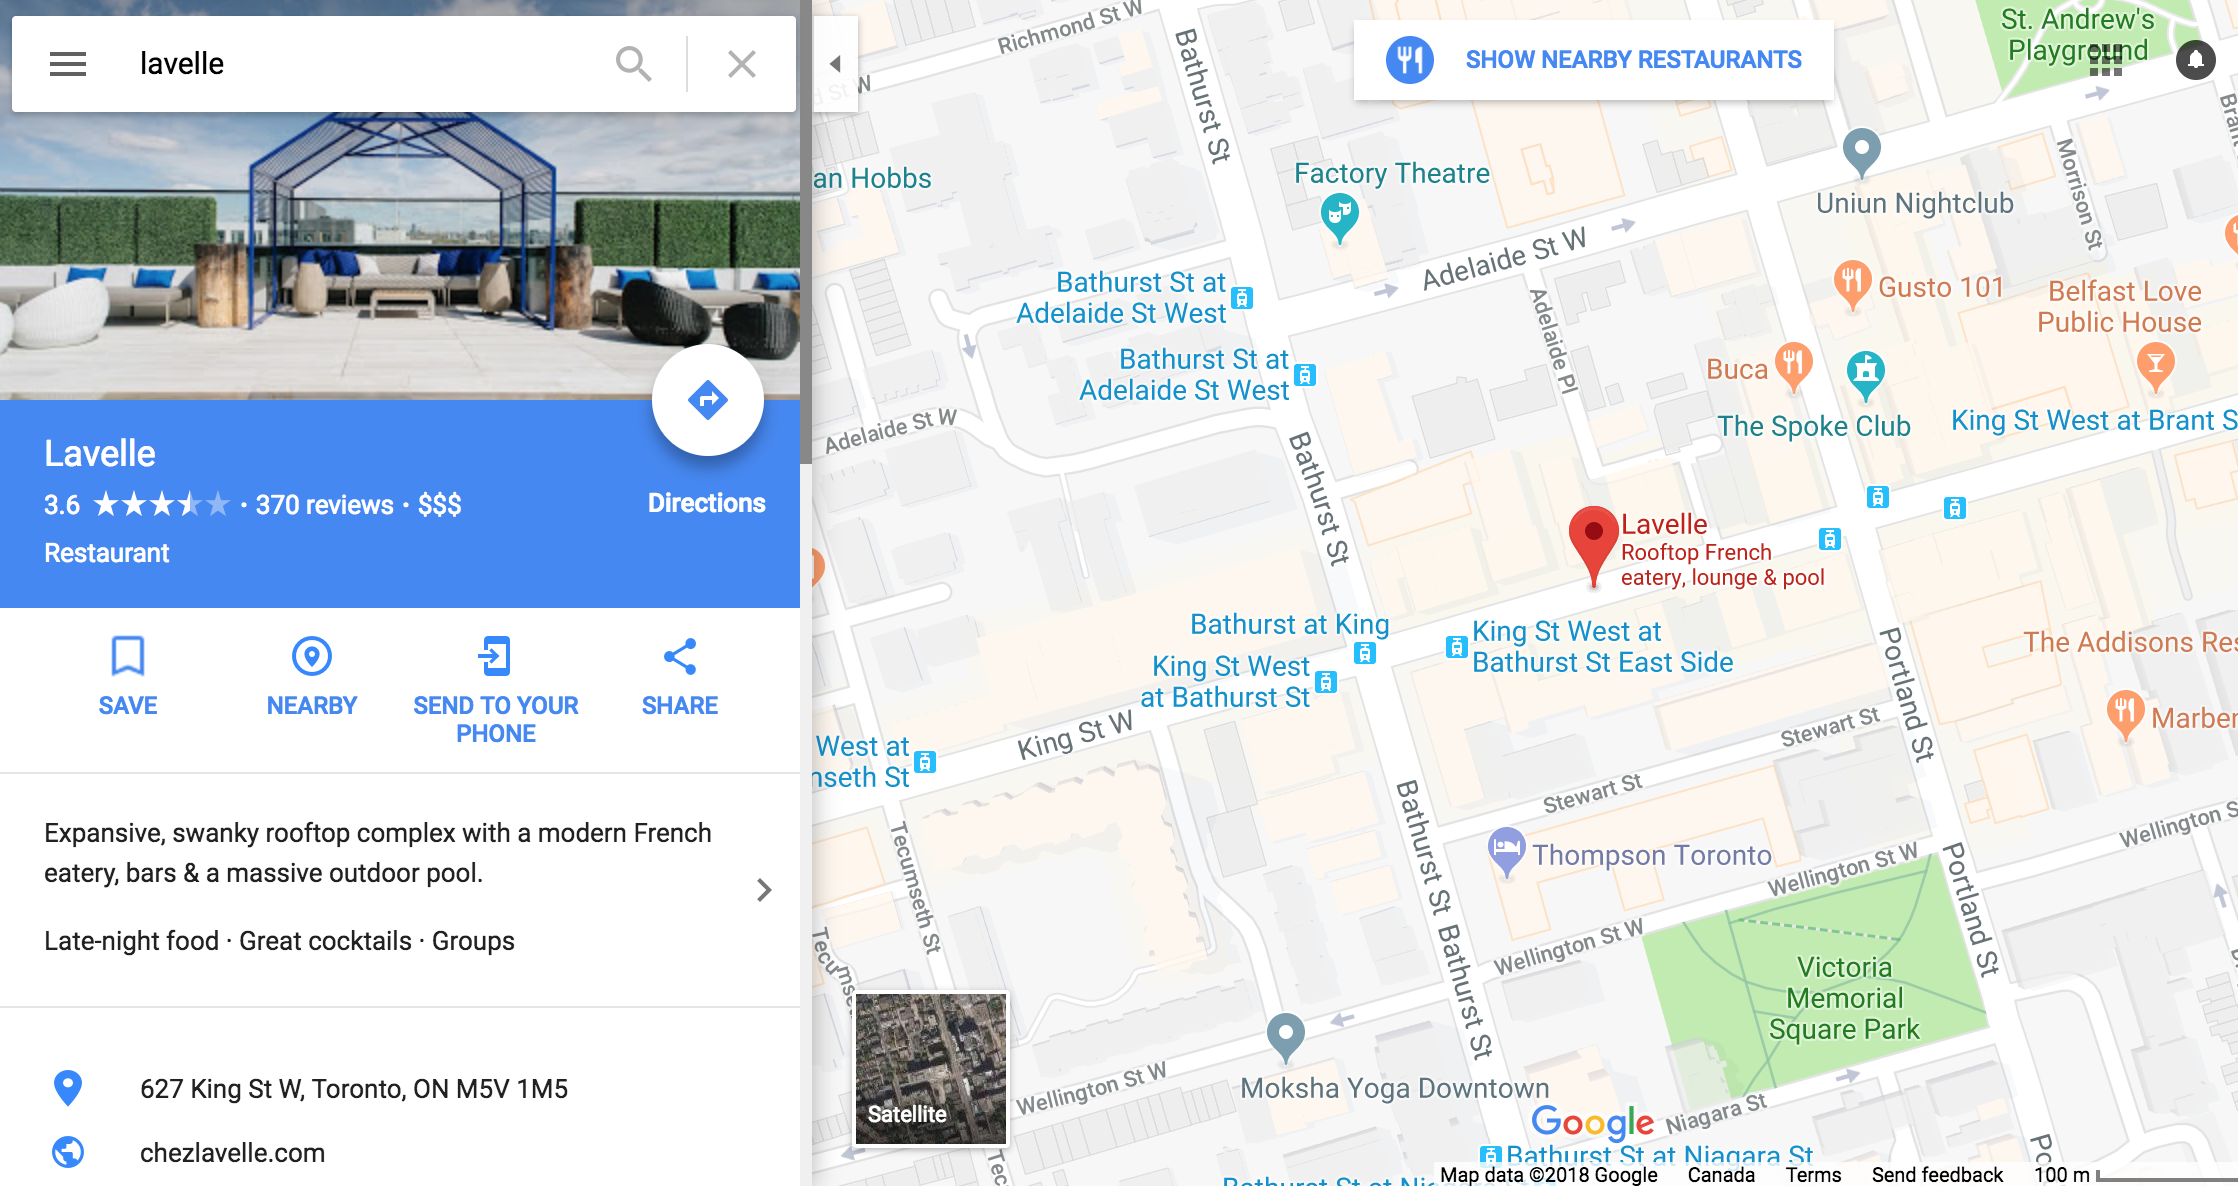 lavelle
Lavelle
3.6
· 370 reviews · $$$
Restaurant
Directions
SAVE
NEARBY
SEND TO YOUR
PHONE
SHARE
Expansive, swanky rooftop complex with a modern French
eatery, bars & a massive outdoor pool.
Late-night food · Great cocktails · Groups
627 King St W, Toronto, ON M5V 1M5
chezlavelle.com
Satellite
SHOW NEARBY RESTAURANTS
Richmond St W
St W
Bathurst St
St. Andrew's
Playground
an Hobbs
Factory Theatre
Uniun Nightclub
Morrison St
Adelaide St W
Bathurst St at
Adelaide St West
Gusto 101
Belfast Love
Public House
Adelaide Pl
Bathurst St at
Adelaide St West
Buca
The Spoke Club
King St West at Brant S
Adelaide St W
Bathurst St
Lavelle
Rooftop French
eatery, lounge & pool
Bathurst at King
King St West at
Bathurst St East Side
King St West
at Bathurst St
Portland St
The Addisons Res
Marben
King St W
West at
mseth St
Stewart St
Stewart St
Bathurst St
Tecumseth St
Thompson Toronto
Wellington St W
Wellington S
Portland St
Wellington St W
Bathurst St
Tecumseth
Victoria
Memorial
Square Park
Moksha Yoga Downtown
Wellington St W
Niagara St
Google
Bathurst St at Niagara St
Map data ©2018 Google
Canada
Terms
Send feedback
100 m